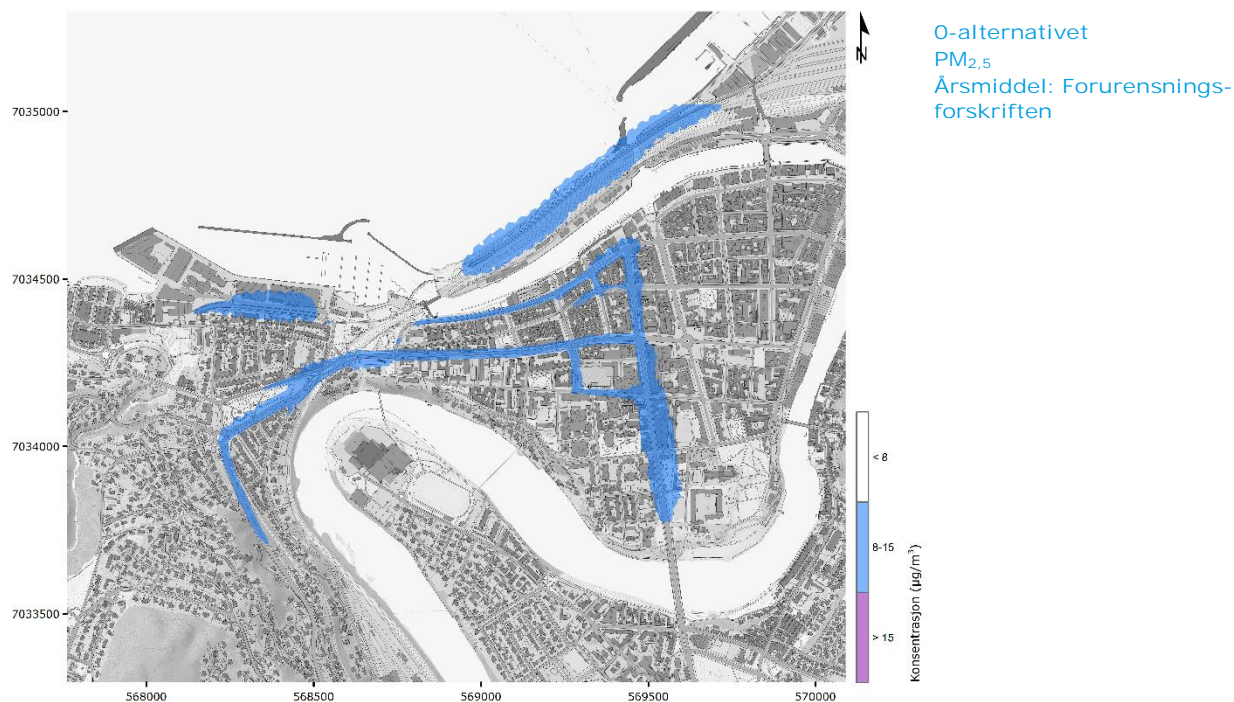 0-alternativet
PM2,5
Årsmiddel: Forurensnings-
forskriften
N
7035000
7034500
7034000
7033500
568000
568500
569000
569500
570000
< 8
8-15
> 15
Konsentrasjon (µg/m³)